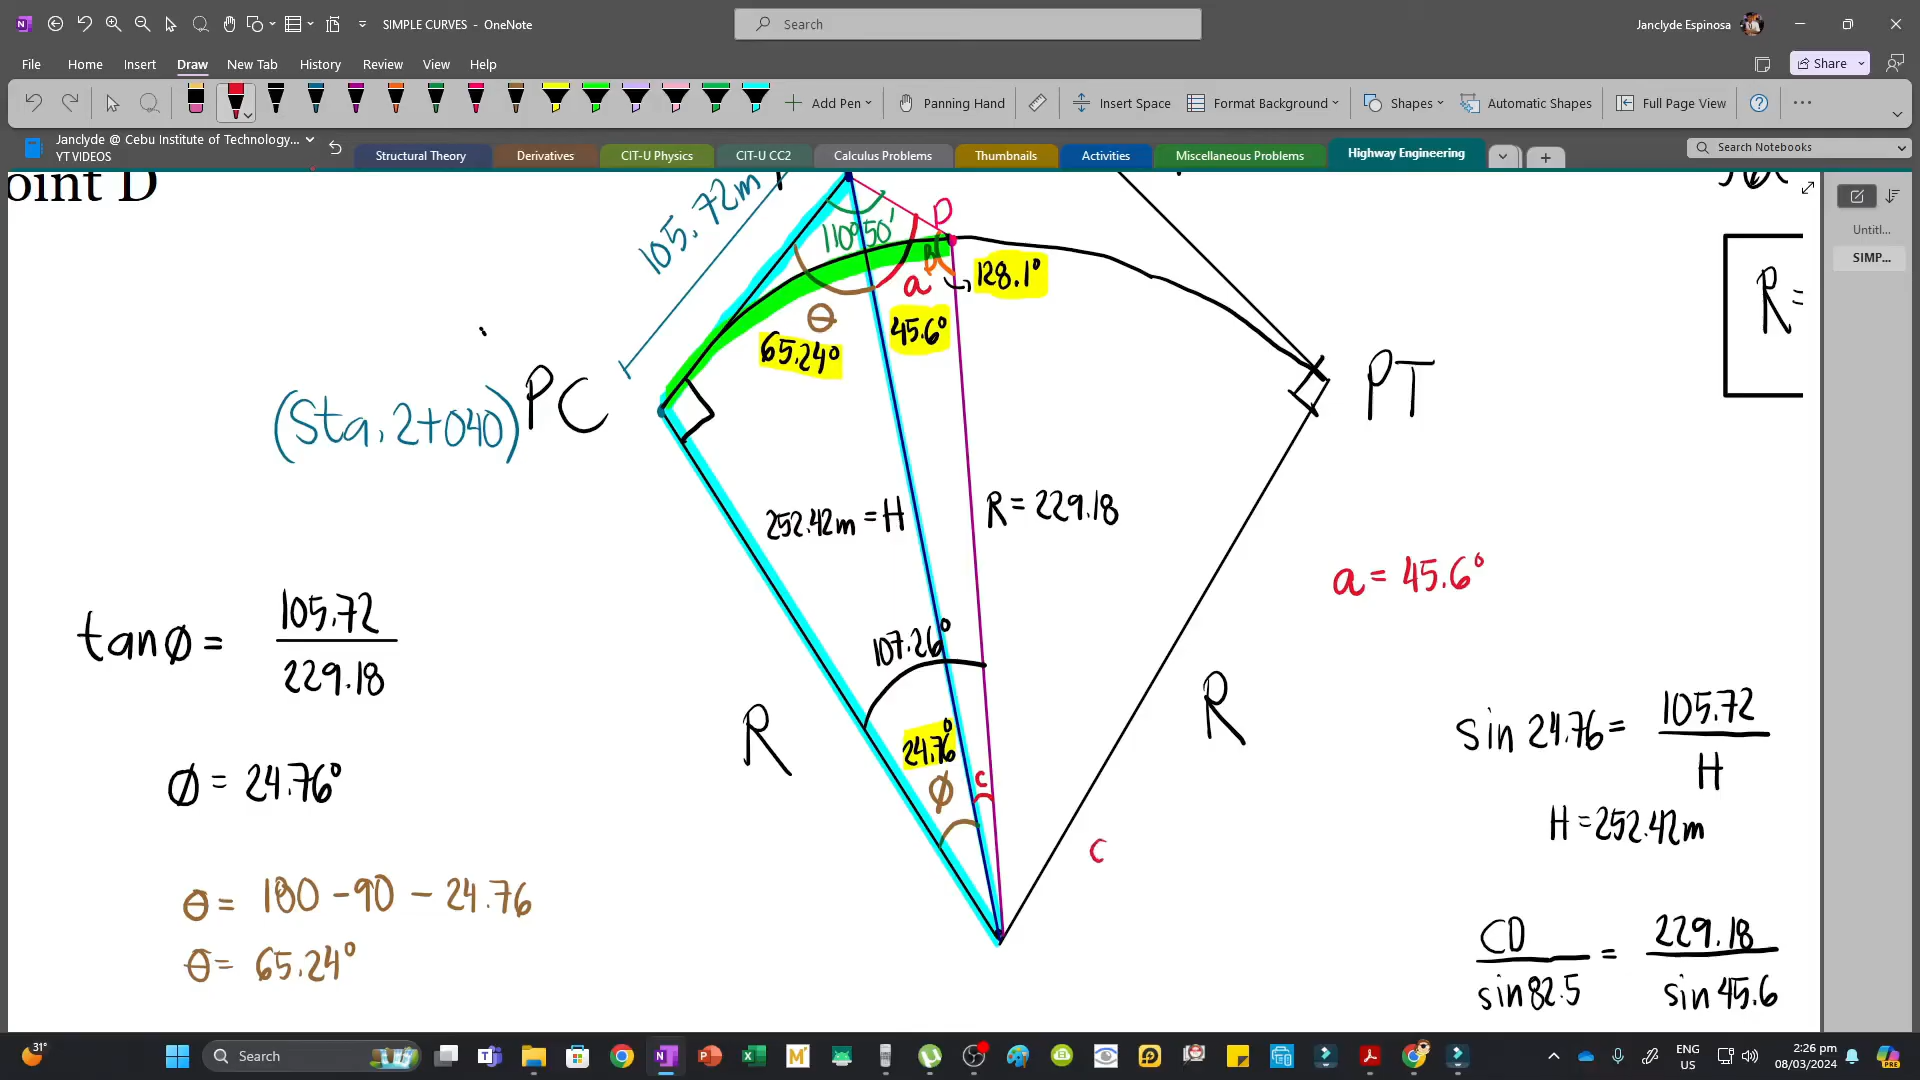 SIMPLE CURVES - OneNote
Search
Janclyde Espinosa
File Home Insert Draw New Tab History Review View Help
Share
Add Pen
Panning Hand
Insert Space
Format Background
Shapes
Automatic Shapes
Full Page View
Janclyde @ Cebu Institute of Technology...
YT VIDEOS
Structural Theory
Derivatives
CIT-U Physics
CIT-U CC2
Calculus Problems
Thumbnails
Activities
Miscellaneous Problems
Highway Engineering
Search Notebooks
Untitl...
SIMP...
oint D
105.72m
110°50'
D
a
128.1°
θ
45.6°
65.24°
R=
PC
(Sta. 2+040)
PT
252.42m = H
R = 229.18
a = 45.6°
tanø = 105.72
229.18
107.26°
R
R
24.76°
ø
c
c
sin 24.76 = 105.72
H
ø = 24.76°
H = 252.42m
θ = 180 - 90 - 24.76
θ = 65.24°
CD = 229.18
sin82.5 sin 45.6
31°
Search
ENG
US
2:26 pm
08/03/2024